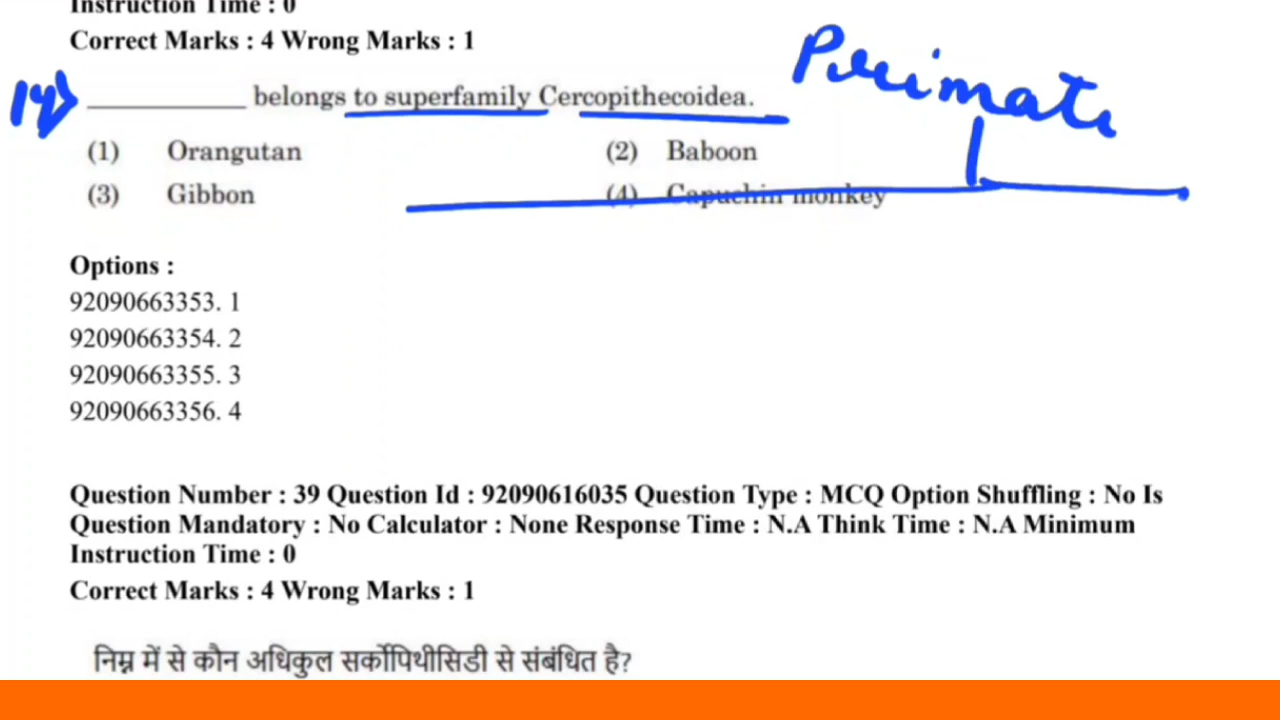 Instruction Time : 0
Correct Marks : 4 Wrong Marks : 1
Perimate
14) __________ belongs to superfamily Cercopithecoidea.
(1) Orangutan (2) Baboon
(3) Gibbon (4) Capuchin monkey
Options :
92090663353. 1
92090663354. 2
92090663355. 3
92090663356. 4
Question Number : 39 Question Id : 92090616035 Question Type : MCQ Option Shuffling : No Is
Question Mandatory : No Calculator : None Response Time : N.A Think Time : N.A Minimum
Instruction Time : 0
Correct Marks : 4 Wrong Marks : 1
निम्न में से कौन अधिकुल सर्कोपिथीसिडी से संबंधित है?